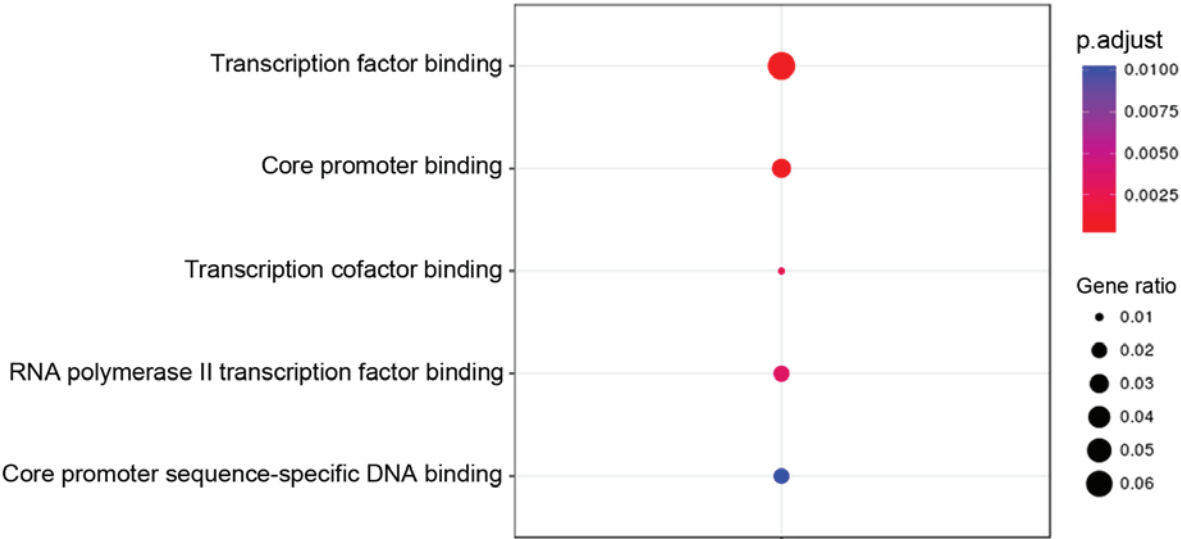 Transcription factor binding
Core promoter binding
Transcription cofactor binding
RNA polymerase II transcription factor binding
Core promoter sequence-specific DNA binding
p.adjust
0.0100
0.0075
0.0050
0.0025
Gene ratio
0.01
0.02
0.03
0.04
0.05
0.06